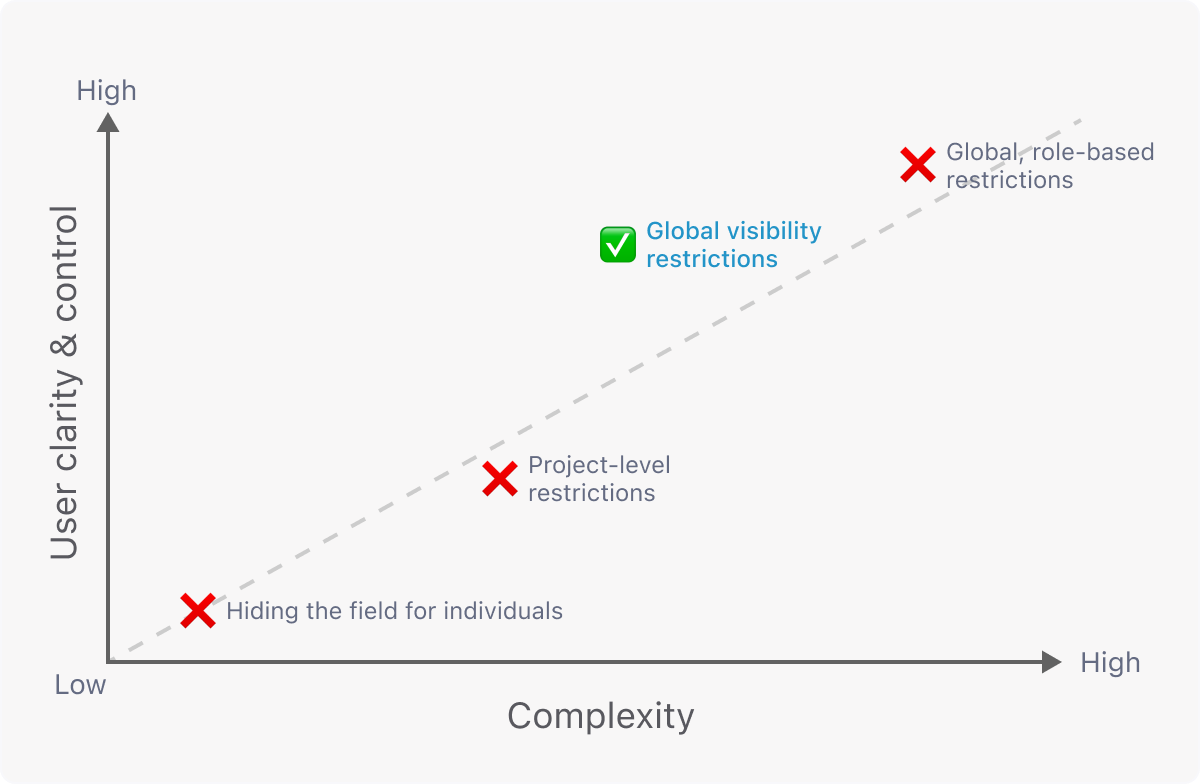 High
Global, role-based
restrictions
Global visibility
restrictions
User clarity & control
Project-level
restrictions
Hiding the field for individuals
Low
High
Complexity